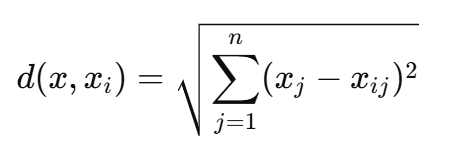 d(x, x_i) = \sqrt{\sum_{j=1}^{n} (x_j - x_{ij})^2}